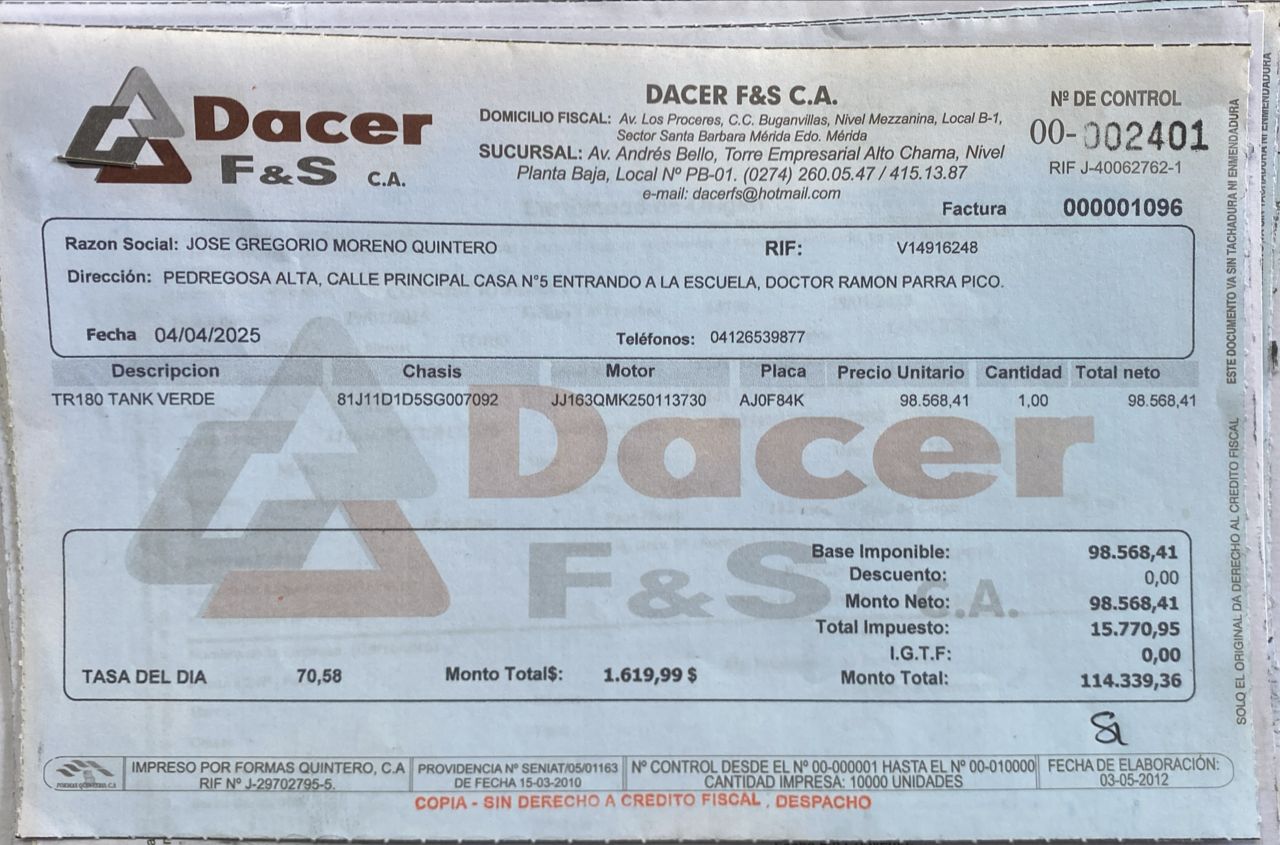 Dacer
F&S C.A.
DACER F&S C.A.
DOMICILIO FISCAL: Av. Los Proceres, C.C. Buganvillas, Nivel Mezzanina, Local B-1,
Sector Santa Barbara Mérida Edo. Mérida
SUCURSAL: Av. Andrés Bello, Torre Empresarial Alto Chama, Nivel
Planta Baja, Local Nº PB-01. (0274) 260.05.47 / 415.13.87
e-mail: dacerfs@hotmail.com
Nº DE CONTROL
00-002401
RIF J-40062762-1
Factura 000001096
Razon Social: JOSE GREGORIO MORENO QUINTERO RIF: V14916248
Dirección: PEDREGOSA ALTA, CALLE PRINCIPAL CASA N°5 ENTRANDO A LA ESCUELA, DOCTOR RAMON PARRA PICO.
Fecha 04/04/2025 Teléfonos: 04126539877
Descripcion Chasis Motor Placa Precio Unitario Cantidad Total neto
TR180 TANK VERDE 81J11D1D5SG007092 JJ163QMK250113730 AJ0F84K 98.568,41 1,00 98.568,41
Dacer
F&S C.A.
Base Imponible: 98.568,41
Descuento: 0,00
Monto Neto: 98.568,41
Total Impuesto: 15.770,95
I.G.T.F: 0,00
TASA DEL DIA 70,58 Monto Total$: 1.619,99 $ Monto Total: 114.339,36
FORMAS QUINTERO, C.A
IMPRESO POR FORMAS QUINTERO, C.A
RIF Nº J-29702795-5.
PROVIDENCIA Nº SENIAT/05/01163
DE FECHA 15-03-2010
Nº CONTROL DESDE EL Nº 00-000001 HASTA EL Nº 00-010000
CANTIDAD IMPRESA: 10000 UNIDADES
FECHA DE ELABORACIÓN:
03-05-2012
COPIA - SIN DERECHO A CREDITO FISCAL . DESPACHO
ESTE DOCUMENTO VA SIN TACHADURA NI ENMENDADURA
SOLO EL ORIGINAL DA DERECHO AL CREDITO FISCAL